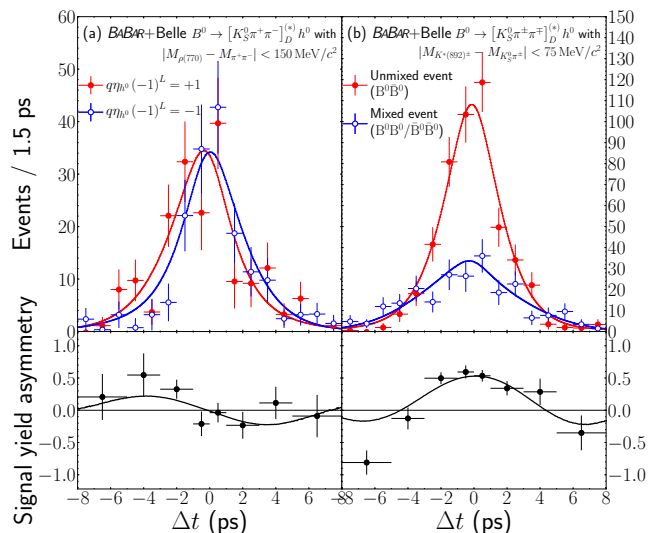 (a) BABAR+Belle B⁰ → [K⁰_S π⁺π⁻]^(*)_D h⁰ with
|M_ρ(770) − M_π⁺π⁻| < 150 MeV/c²
qη_h⁰(−1)^L = +1
qη_h⁰(−1)^L = −1
(b) BABAR+Belle B⁰ → [K⁰_S π^±π^∓]^(*)_D h⁰ with
|M_K*(892)^± − M_K⁰_Sπ^±| < 75 MeV/c²
Unmixed event
(B⁰B̄⁰)
Mixed event
(B⁰B⁰/B̄⁰B̄⁰)
Events / 1.5 ps
60
50
40
30
20
10
0
150
140
130
120
110
100
90
80
70
60
50
40
30
20
10
0
Signal yield asymmetry
1.0
0.5
0.0
−0.5
−1.0
1.0
0.5
0.0
−0.5
−1.0
−8 −6 −4 −2 0 2 4 6 8 −6 −4 −2 0 2 4 6 8
Δt (ps)
Δt (ps)